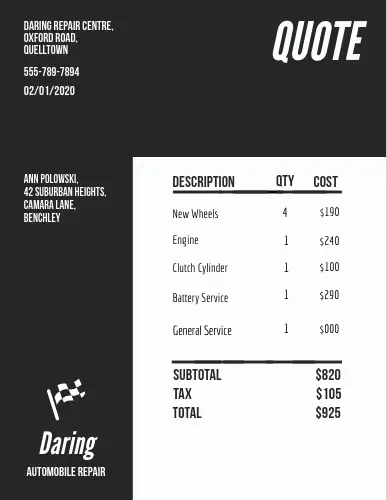 DARING REPAIR CENTRE,
OXFORD ROAD,
QUELLTOWN
555-789-7894
02/01/2020
QUOTE
ANN POLOWSKI,
42 SUBURBAN HEIGHTS,
CAMARA LANE,
BENCHLEY
DESCRIPTION QTY COST
New Wheels 4 $190
Engine 1 $240
Clutch Cylinder 1 $100
Battery Service 1 $290
General Service 1 $000
SUBTOTAL $820
TAX $105
TOTAL $925
Daring
AUTOMOBILE REPAIR